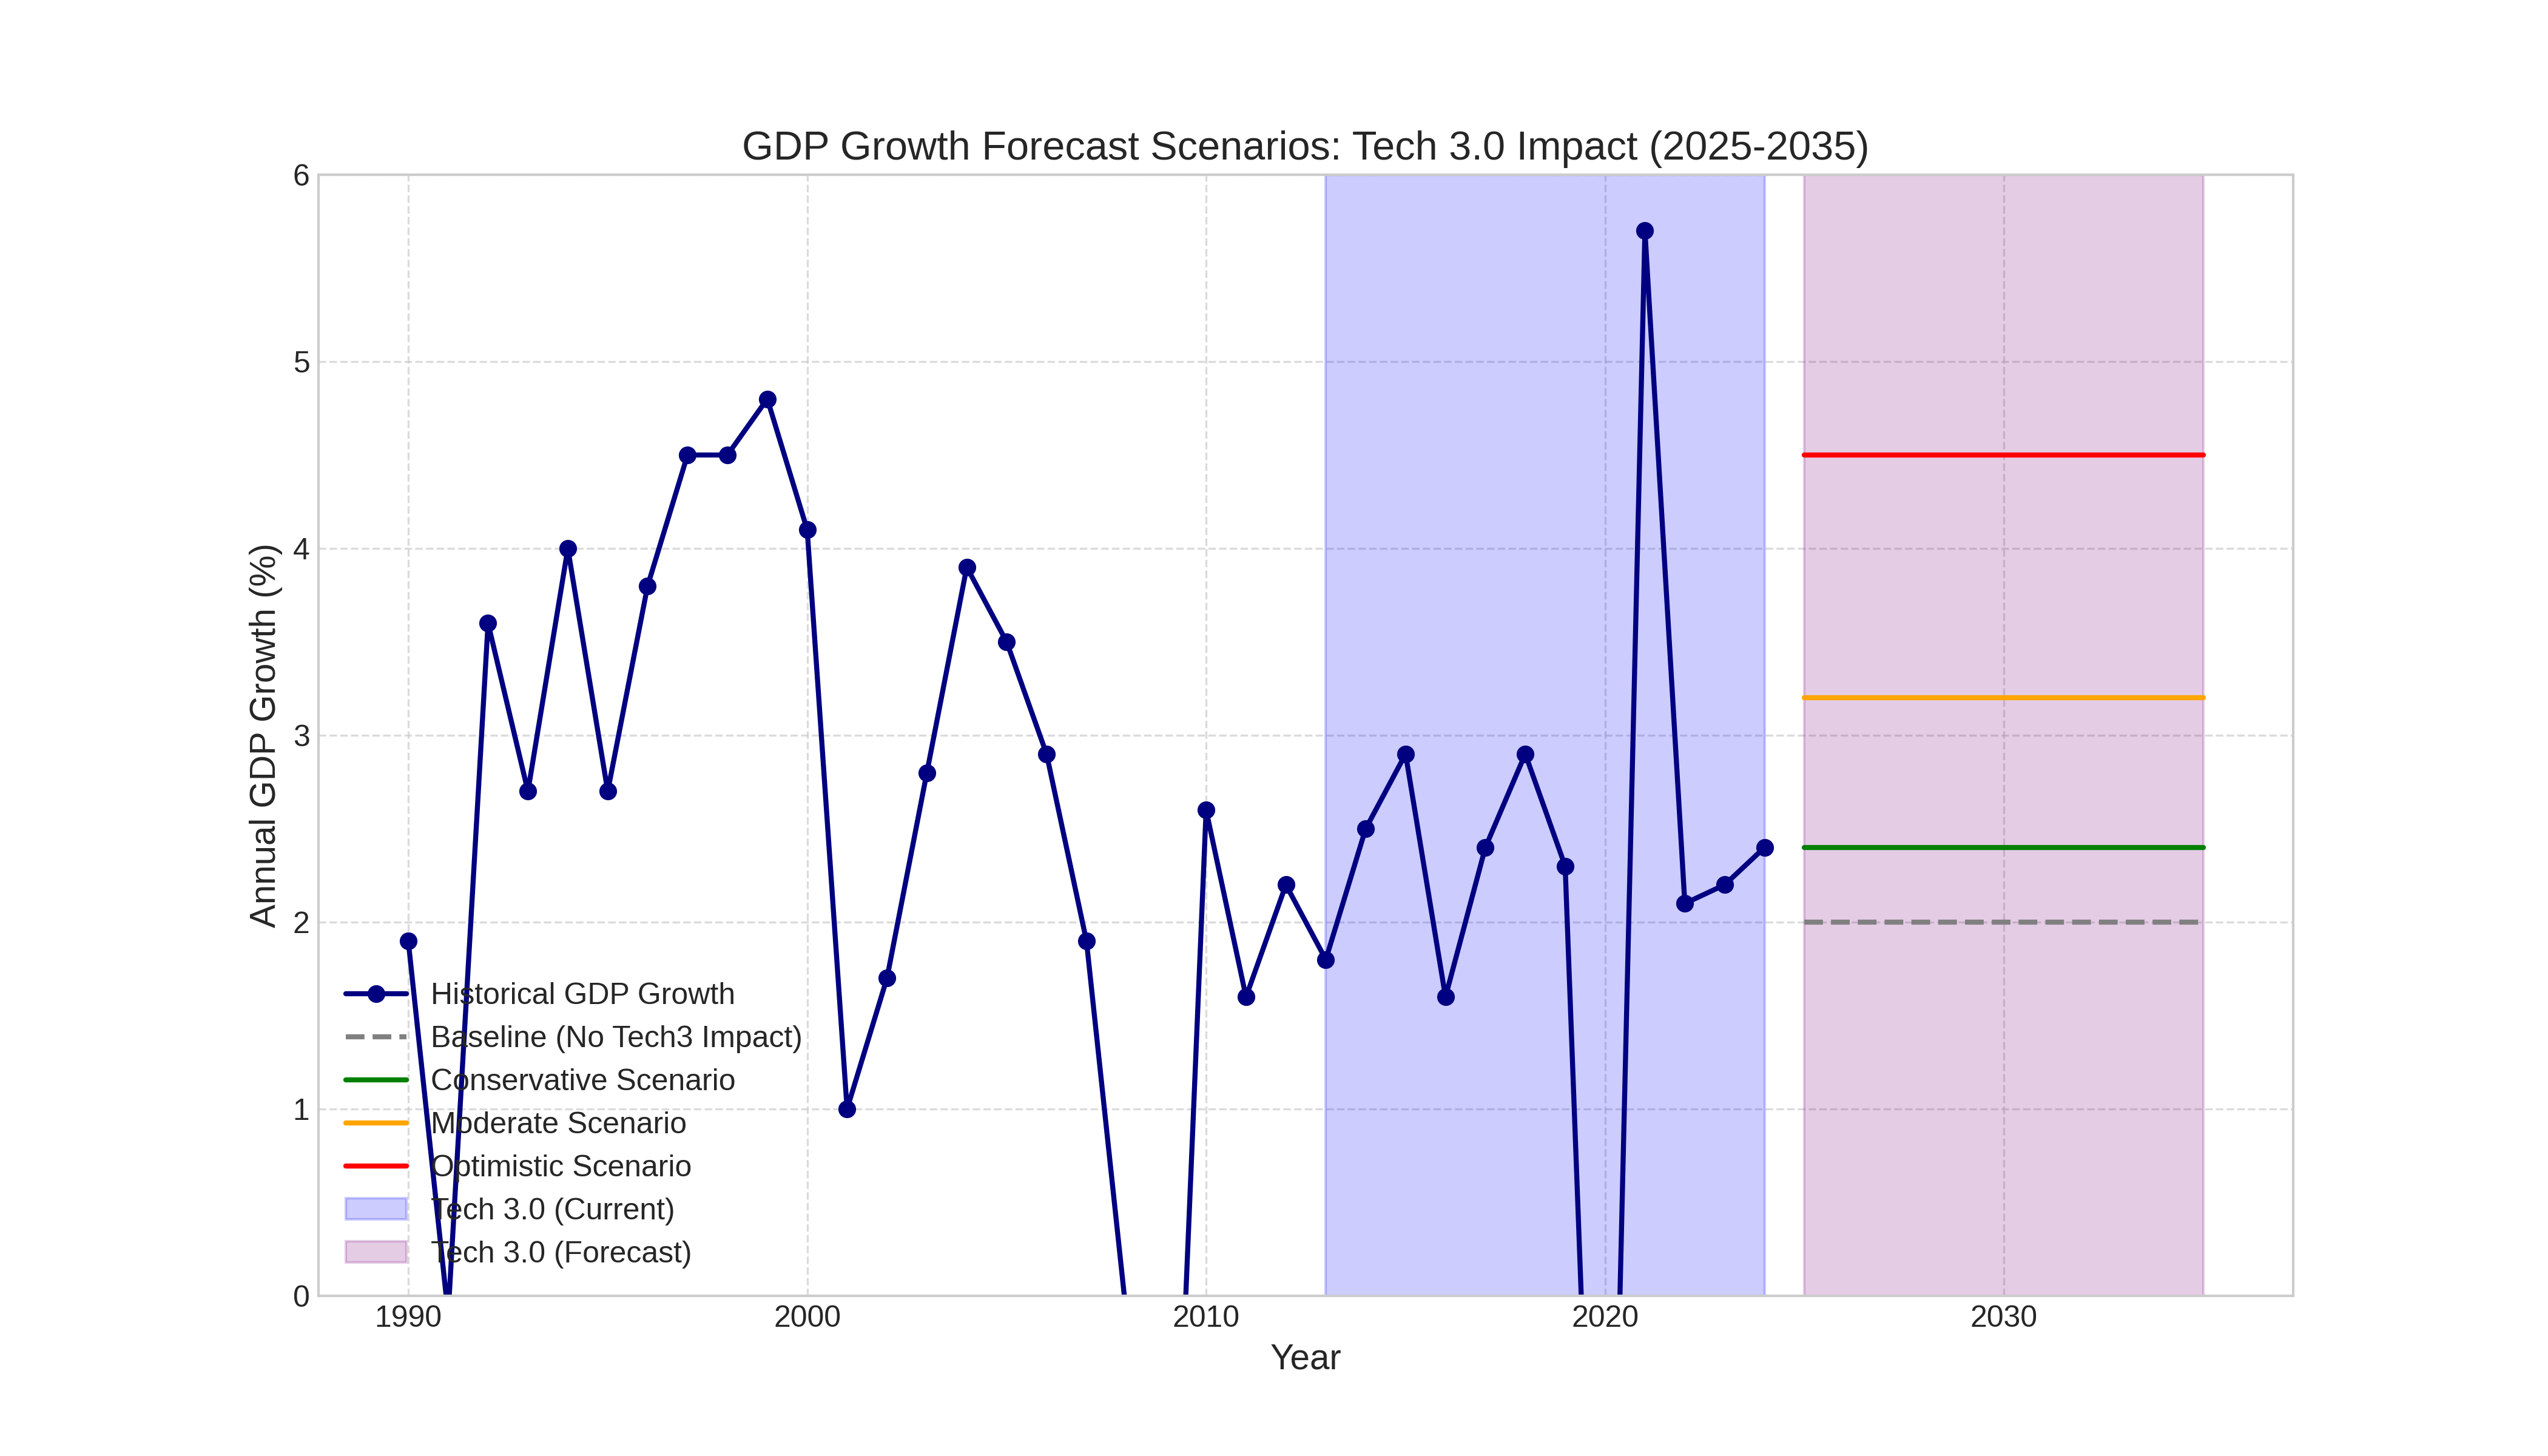 GDP Growth Forecast Scenarios: Tech 3.0 Impact (2025-2035)
6
5
4
3
2
1
0
Annual GDP Growth (%)
Historical GDP Growth
Baseline (No Tech3 Impact)
Conservative Scenario
Moderate Scenario
Optimistic Scenario
Tech 3.0 (Current)
Tech 3.0 (Forecast)
1990 2000 2010 2020 2030
Year